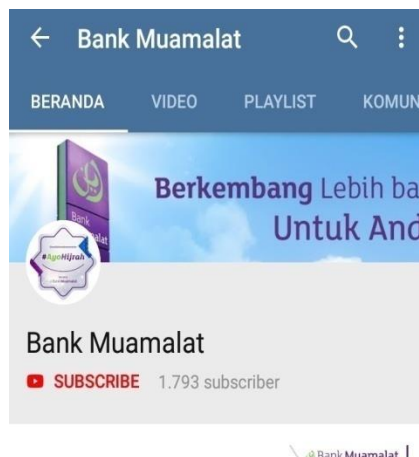 Bank Muamalat
BERANDA VIDEO PLAYLIST KOMUN
Berkembang Lebih ba
Untuk And
Bank
#AyoHijrah
Bank Muamalat
SUBSCRIBE 1.793 subscriber
Bank Muamalat